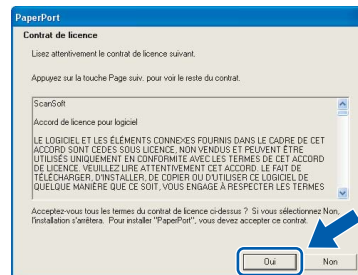 PaperPort
Contrat de licence
Lisez attentivement le contrat de licence suivant.
Appuyez sur la touche Page suiv. pour voir le reste du contrat.
ScanSoft
Accord de licence pour logiciel
LE LOGICIEL ET LES ÉLÉMENTS CONNEXES FOURNIS DANS LE CADRE DE CET
ACCORD SONT CEDES SOUS LICENCE, NON VENDUS ET PEUVENT ÊTRE
UTILISÉS UNIQUEMENT EN CONFORMITE AVEC LES TERMES DE CET ACCORD
DE LICENCE. VEUILLEZ LIRE ATTENTIVEMENT CET ACCORD. LE FAIT DE
TÉLÉCHARGER, D'INSTALLER, DE COPIER OU D'UTILISER CE LOGICIEL DE
QUELQUE MANIÈRE QUE CE SOIT, VOUS ENGAGE À RESPECTER LES TERMES
Acceptez-vous tous les termes du contrat de licence ci-dessus ? Si vous sélectionnez Non,
l'installation s'arrêtera. Pour installer "PaperPort", vous devez accepter ce contrat.
Oui
Non